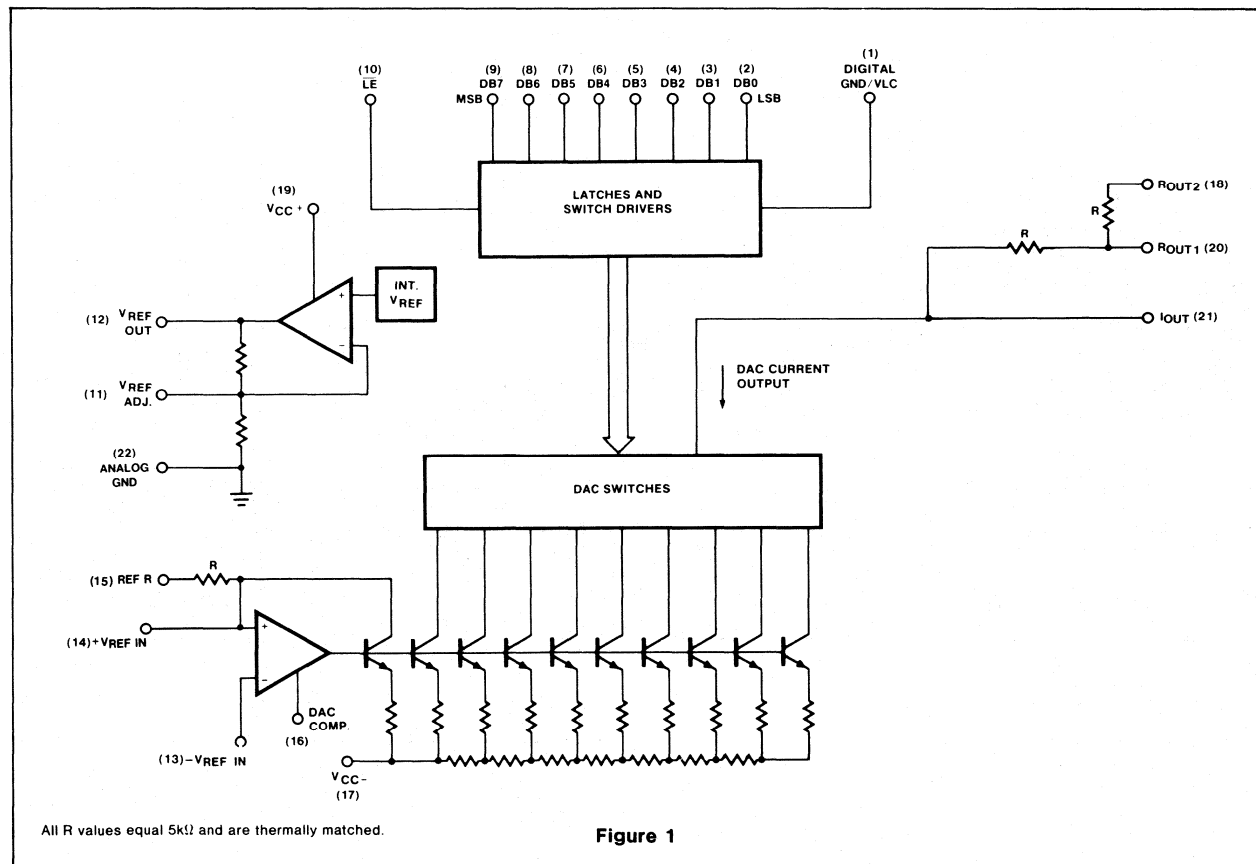 (10)
LE
(9)
DB7
(8)
DB6
(7)
DB5
(6)
DB4
(5)
DB3
(4)
DB2
(3)
DB1
(2)
DB0
(1)
DIGITAL
GND/VLC
MSB
LSB
LATCHES AND
SWITCH DRIVERS
(19)
VCC +
INT.
VREF
+
−
(12) VREF
OUT
(11) VREF
ADJ.
(22)
ANALOG
GND
R
R
ROUT2 (18)
ROUT1 (20)
IOUT (21)
DAC CURRENT
OUTPUT
DAC SWITCHES
(15) REF R
R
(14)+VREF IN
+
−
DAC
COMP.
(16)
(13)−VREF IN
VCC−
(17)
All R values equal 5kΩ and are thermally matched.
Figure 1